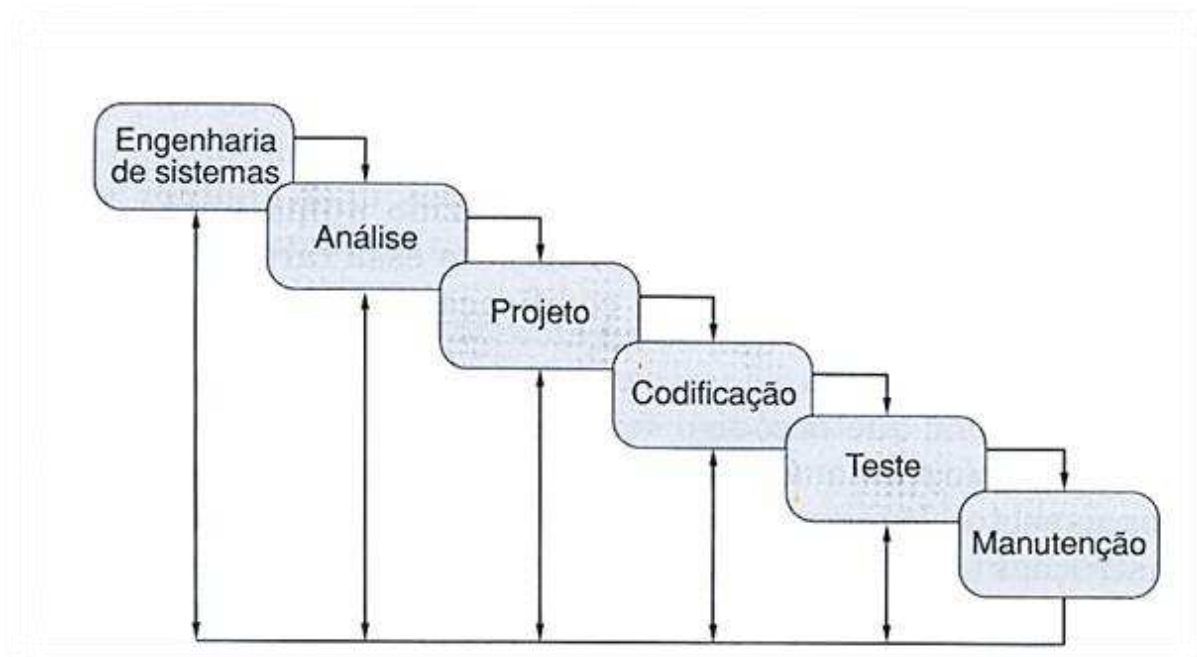 Engenharia
de sistemas
Análise
Projeto
Codificação
Teste
Manutenção